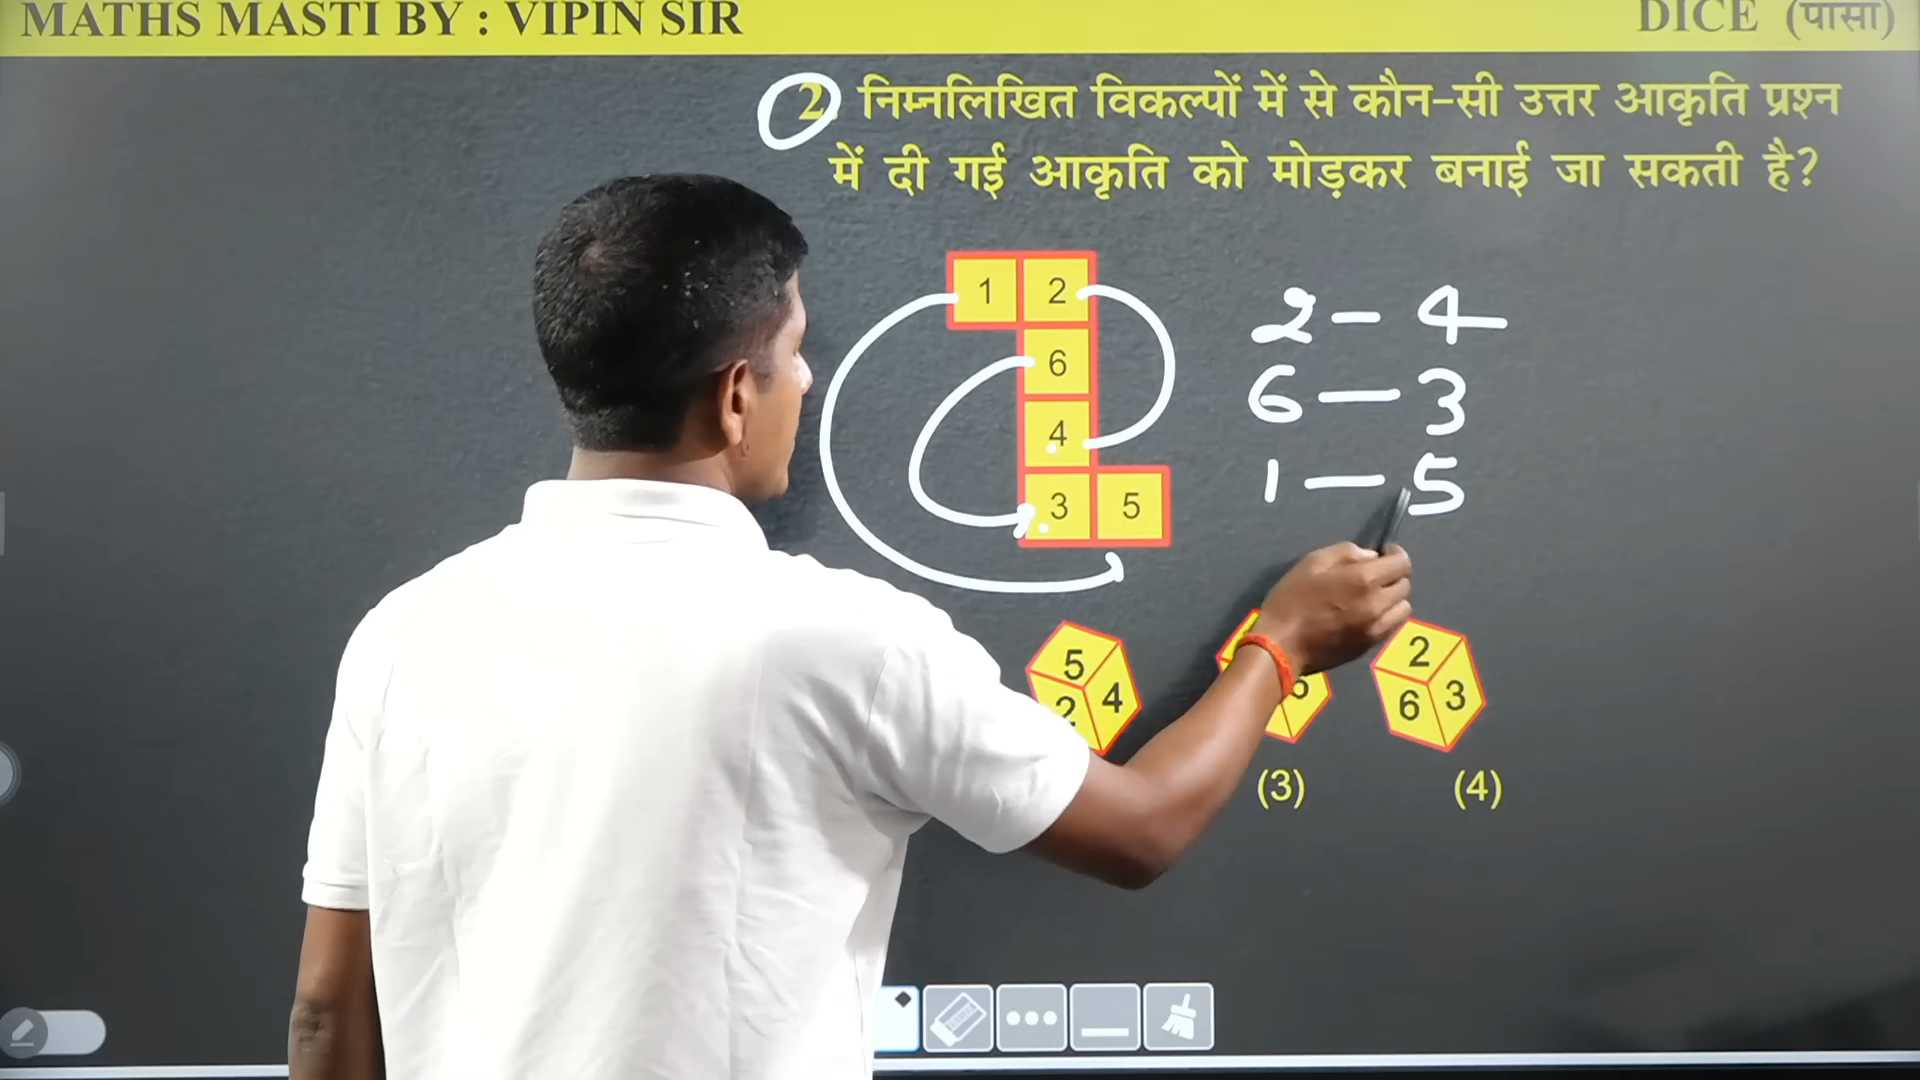 MATHS MASTI BY : VIPIN SIR
DICE (पासा)
2. निम्नलिखित विकल्पों में से कौन-सी उत्तर आकृति प्रश्न
में दी गई आकृति को मोड़कर बनाई जा सकती है?
1 2
6
4
3 5
2 - 4
6 - 3
1 - 5
5
2 4
2
6 3
(3)
(4)